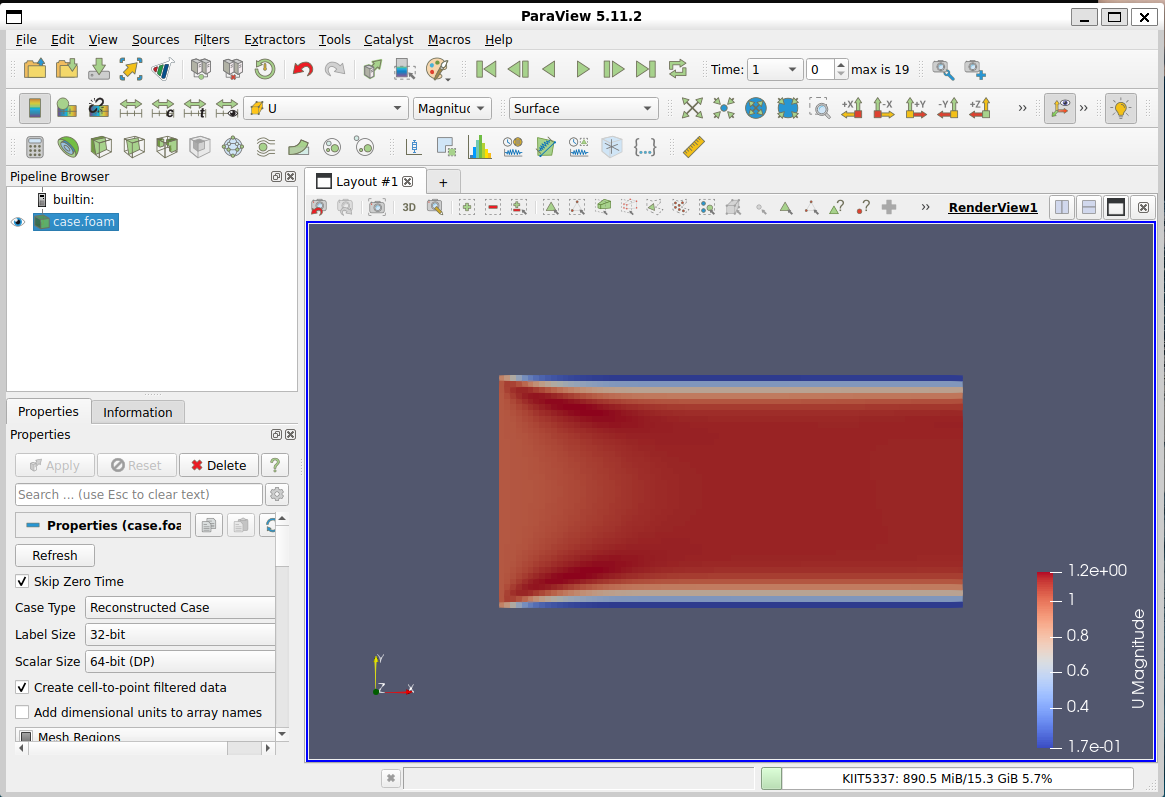 ParaView 5.11.2
File Edit View Sources Filters Extractors Tools Catalyst Macros Help
Time: 1 0 max is 19
U Magnituc Surface +X -X +Y -Y +Z
Pipeline Browser
builtin:
case.foam
Layout #1 +
3D RenderView1
Properties Information
Properties
Apply Reset Delete ?
Search ... (use Esc to clear text)
Properties (case.foa
Refresh
Skip Zero Time
Case Type Reconstructed Case
Label Size 32-bit
Scalar Size 64-bit (DP)
Create cell-to-point filtered data
Add dimensional units to array names
Mesh Regions
Y
Z X
1.2e+00
1
0.8
0.6
0.4
1.7e-01
U Magnitude
KIIT5337: 890.5 MiB/15.3 GiB 5.7%